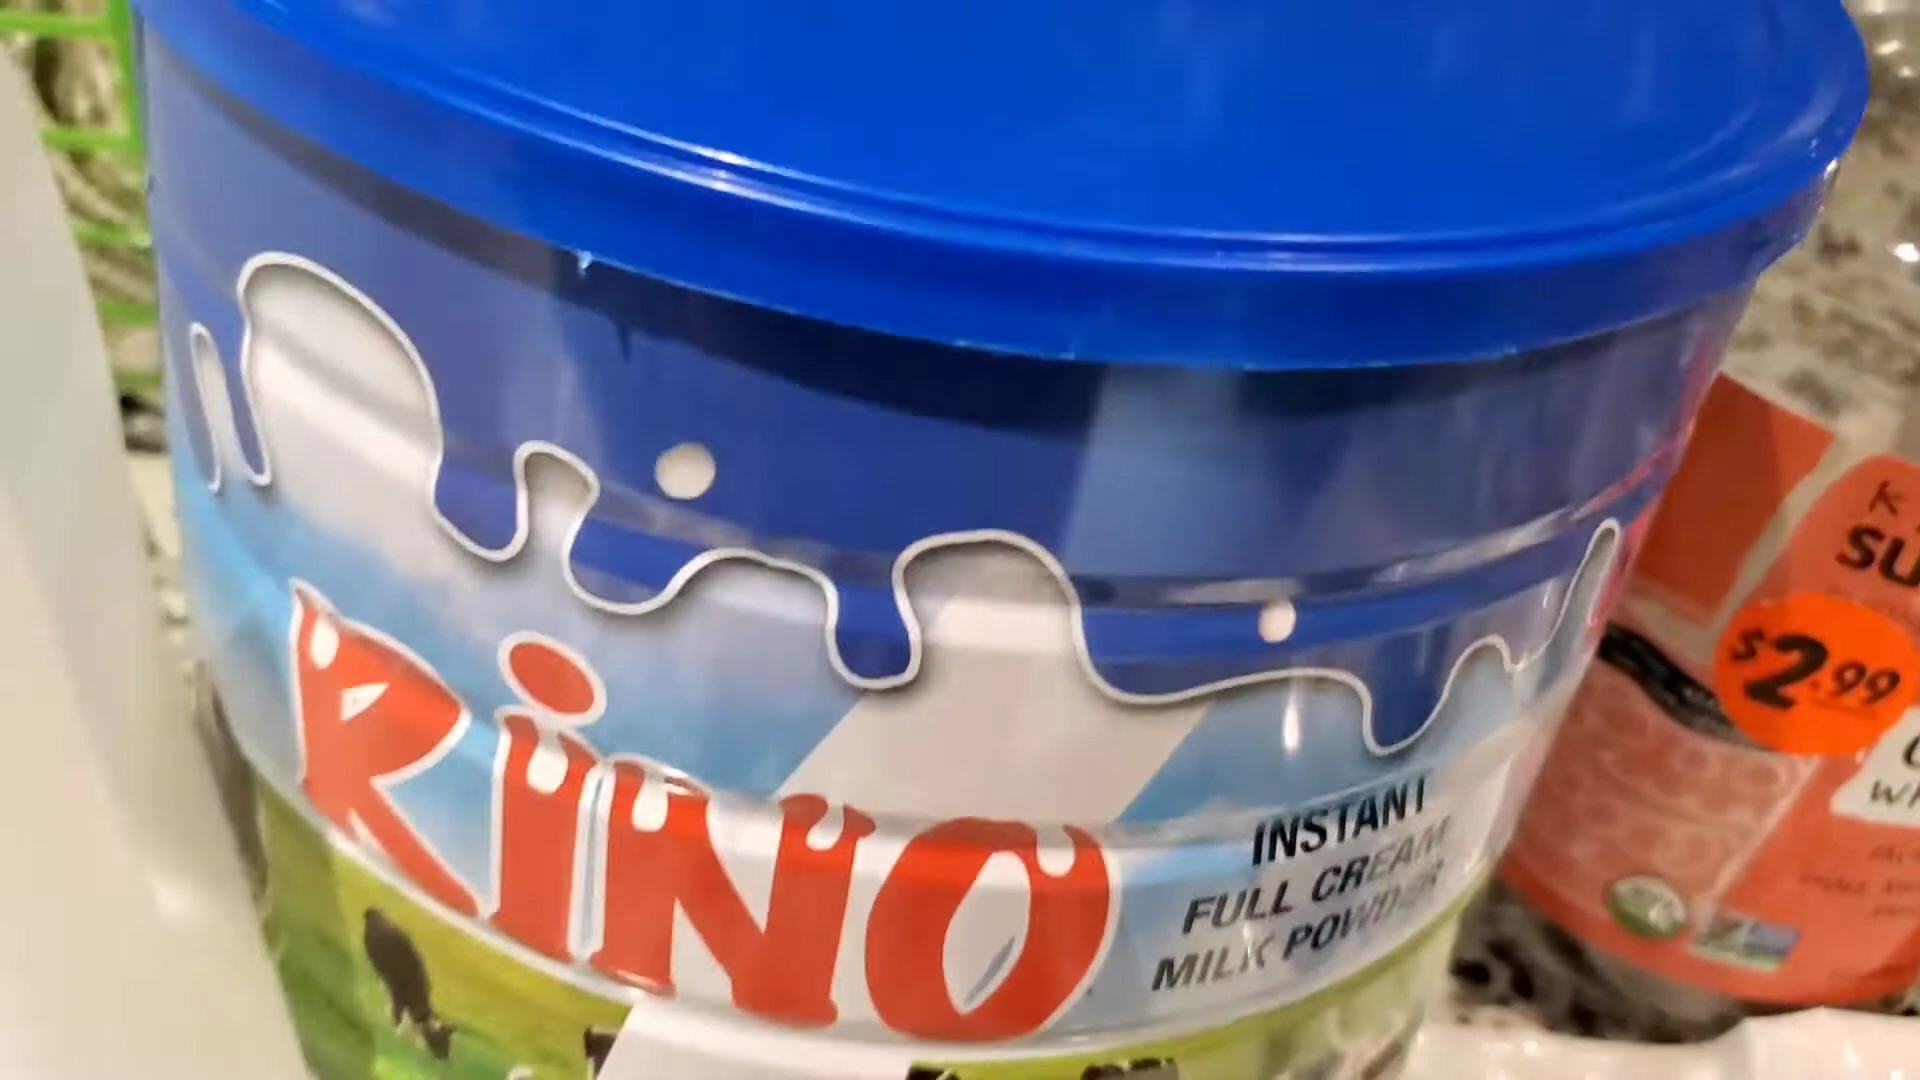 RiNO
INSTANT
FULL CREAM
MILK POWDER
K
SU
$2.99